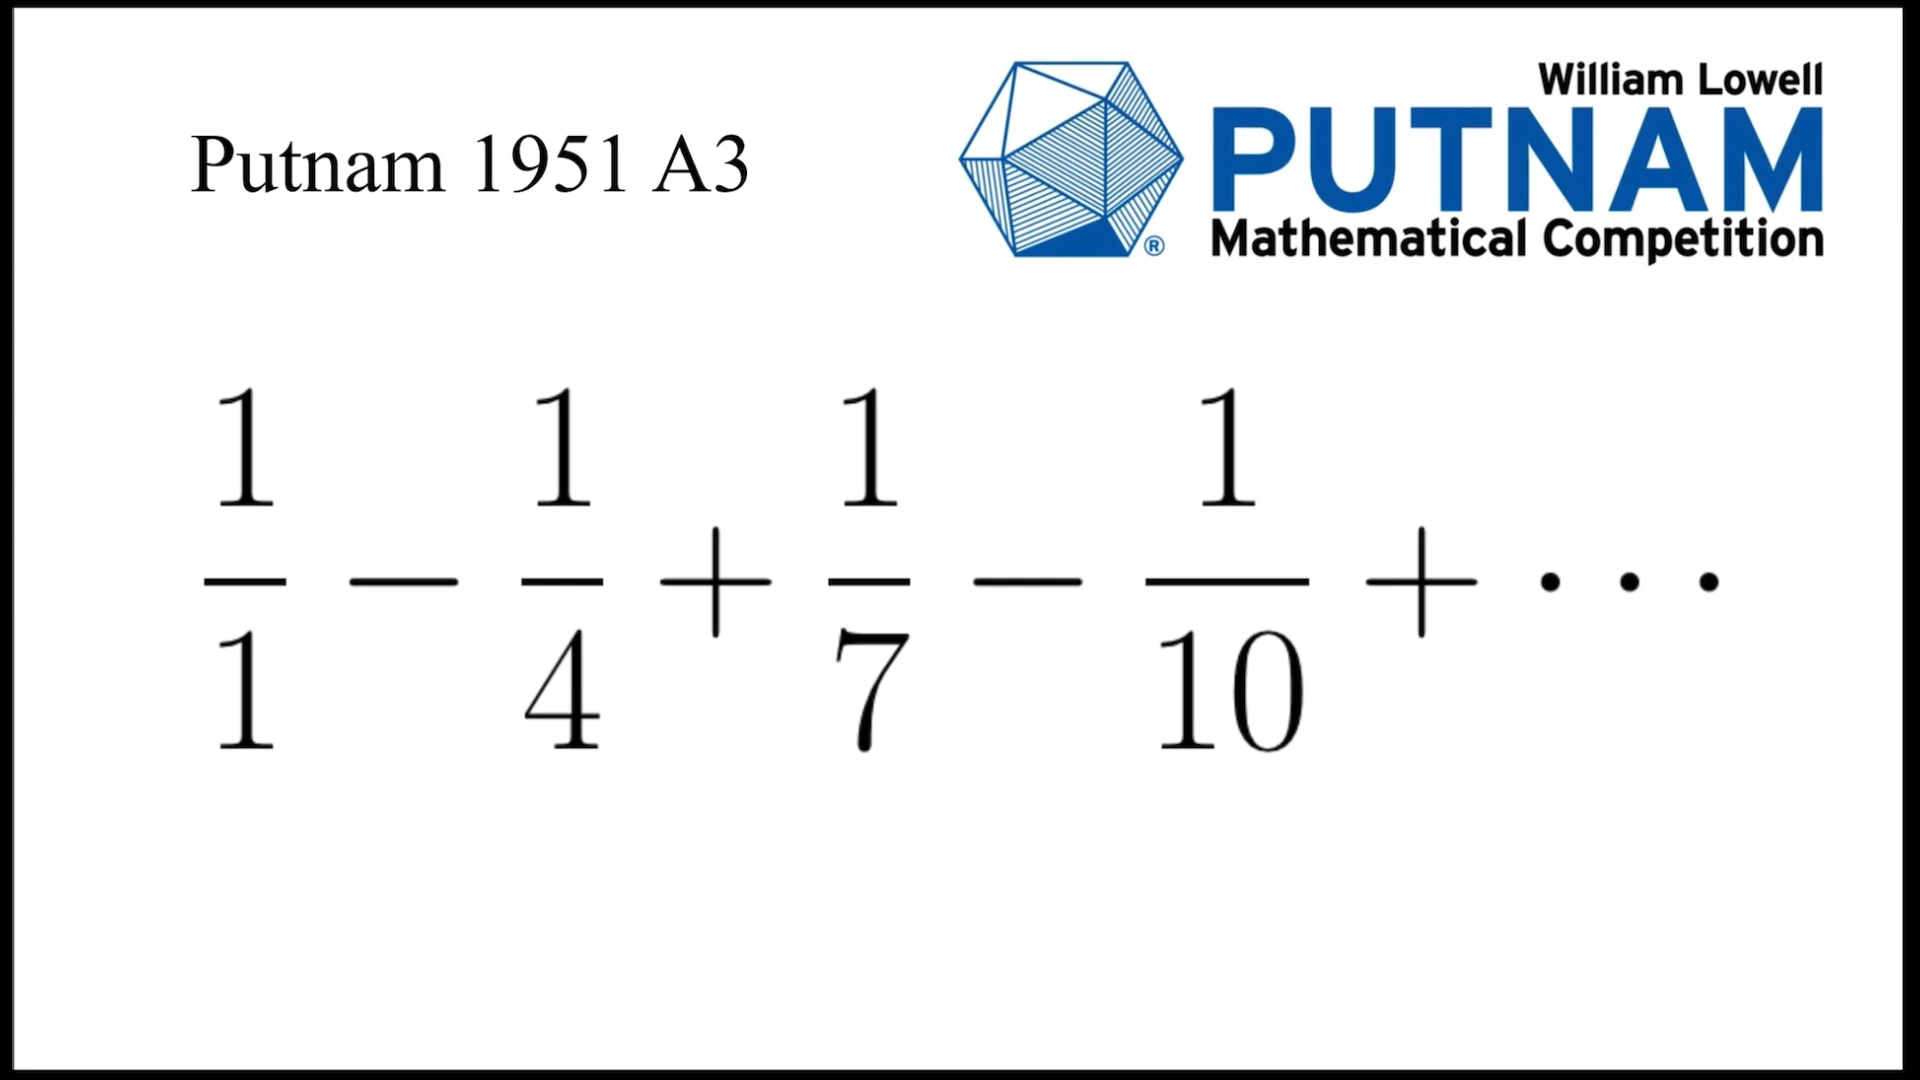 Putnam 1951 A3
William Lowell
PUTNAM
Mathematical Competition
®
1/1 − 1/4 + 1/7 − 1/10 + ⋯